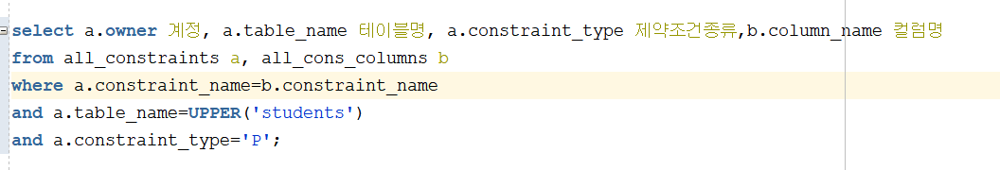 select a.owner 계정, a.table_name 테이블명, a.constraint_type 제약조건종류,b.column_name 컬럼명
from all_constraints a, all_cons_columns b
where a.constraint_name=b.constraint_name
and a.table_name=UPPER('students')
and a.constraint_type='P';